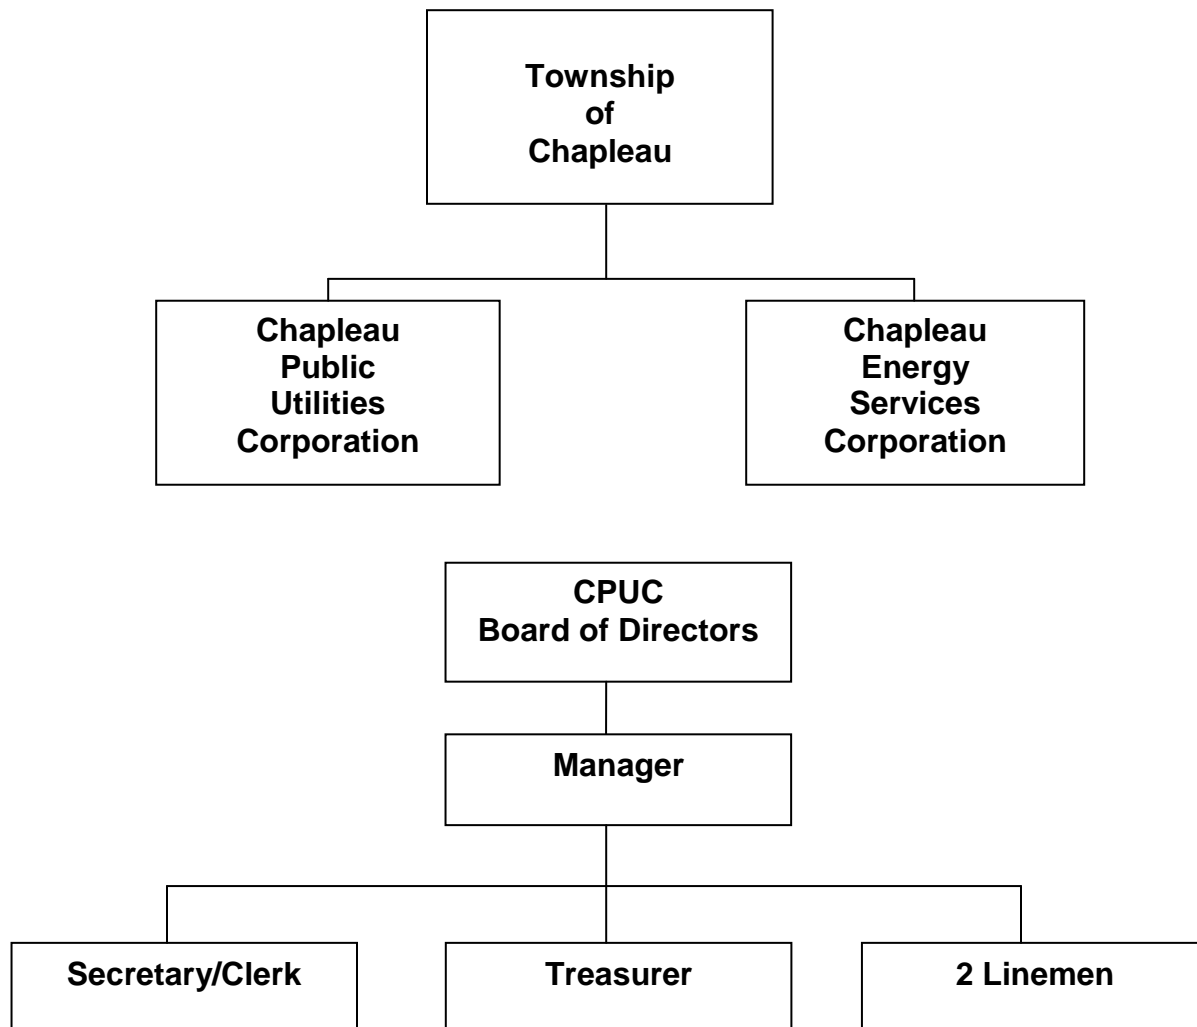 Township
of
Chapleau
Chapleau
Public
Utilities
Corporation
Chapleau
Energy
Services
Corporation
CPUC
Board of Directors
Manager
Secretary/Clerk
Treasurer
2 Linemen